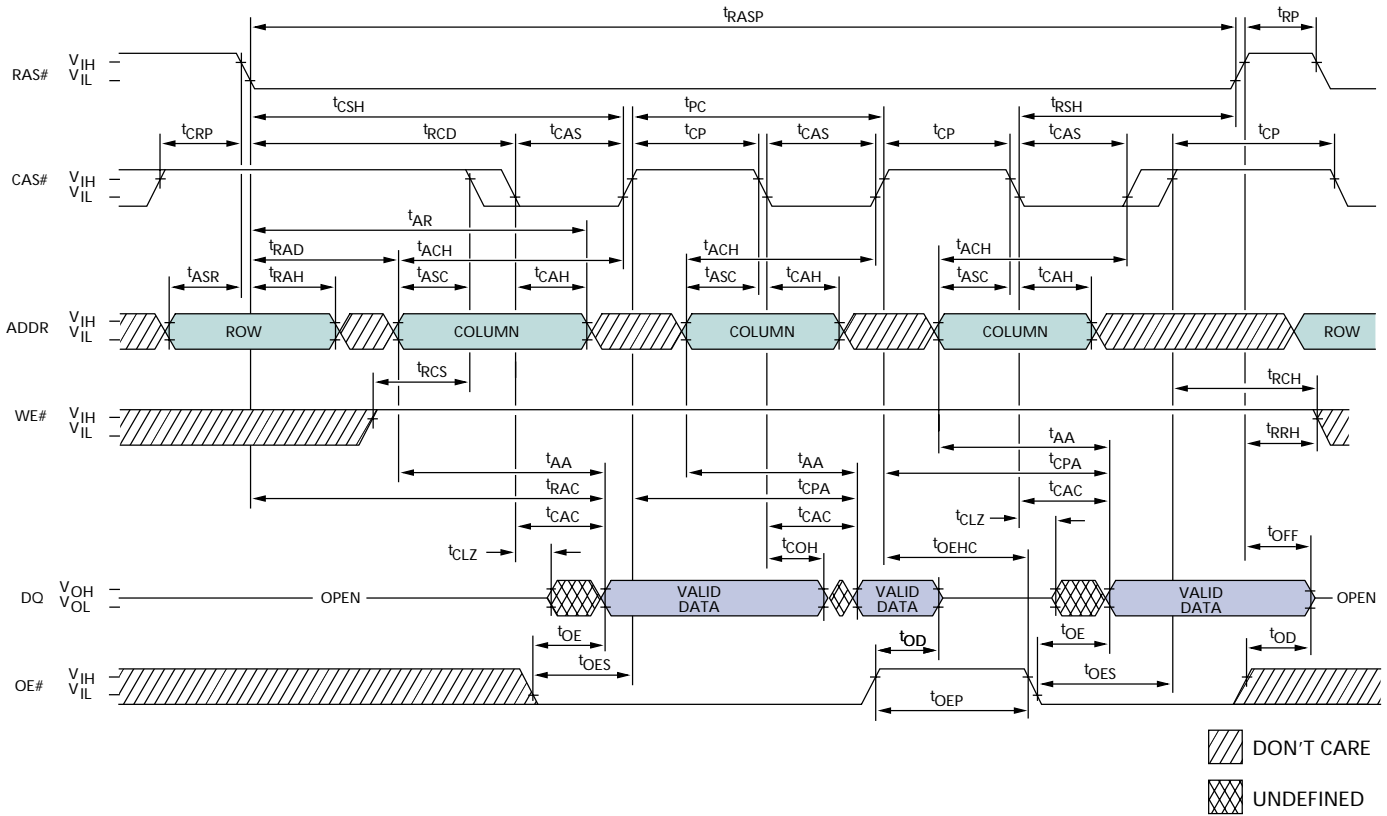 tRASP tRP
RAS# VIH
VIL
tCSH tPC tRSH
tCRP tRCD tCAS tCP tCAS tCP tCAS tCP
CAS# VIH
VIL
tAR
tRAD tACH tACH tACH
tASR tRAH tASC tCAH tASC tCAH tASC tCAH
ADDR VIH
VIL
ROW COLUMN COLUMN COLUMN ROW
tRCS tRCH
WE# VIH
VIL
tRRH
tAA tAA tAA
tRAC tCPA tCPA
tCAC tCAC tCAC
tCLZ tCOH tOEHC tCLZ tOFF
DQ VOH
VOL
OPEN VALID DATA VALID DATA VALID DATA OPEN
tOE tOD tOE tOD
tOES tOES
OE# VIH
VIL
tOEP
DON'T CARE
UNDEFINED